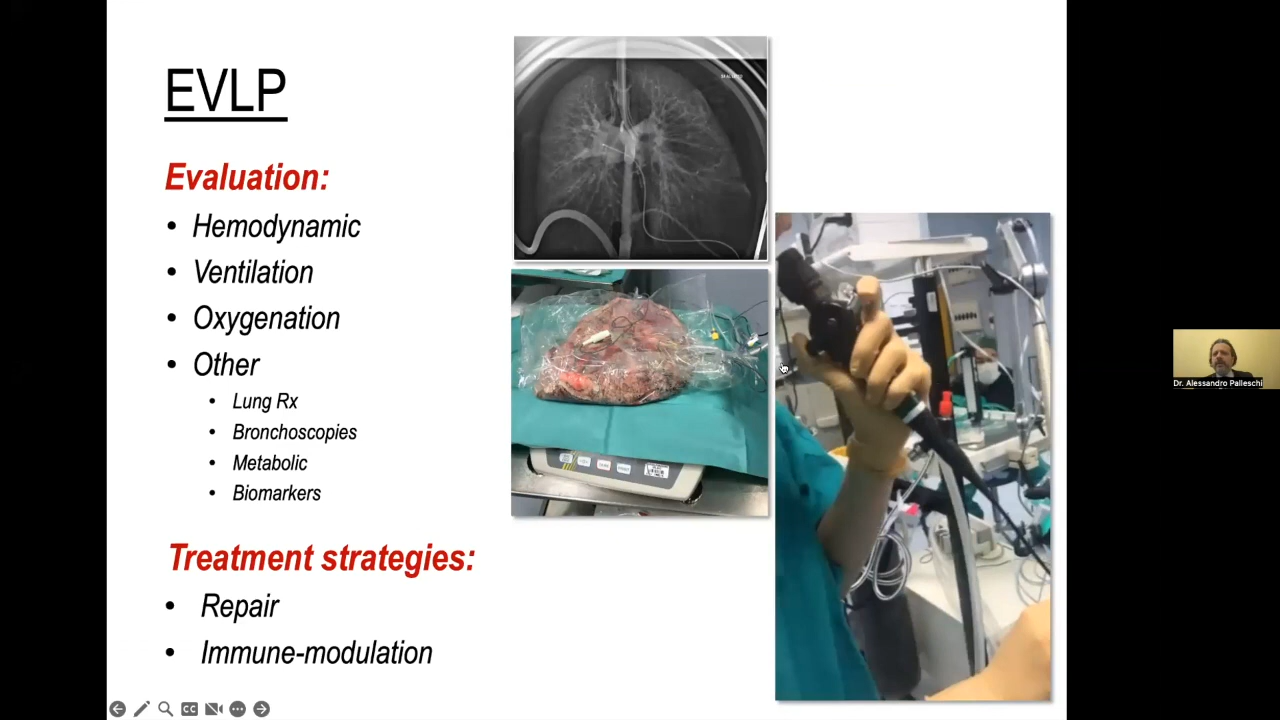 EVLP
Evaluation:
• Hemodynamic
• Ventilation
• Oxygenation
• Other
• Lung Rx
• Bronchoscopies
• Metabolic
• Biomarkers
Treatment strategies:
• Repair
• Immune-modulation
Dr. Alessandro Palleschi